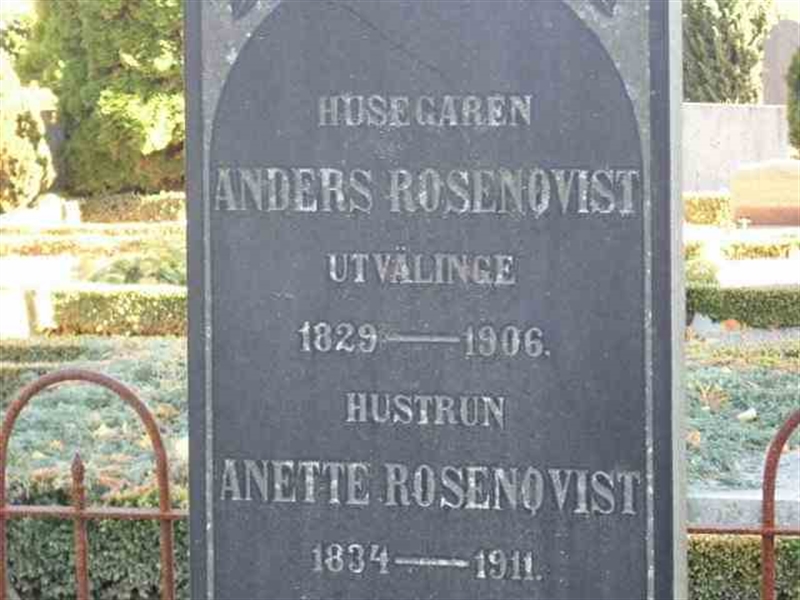 HUSEGAREN
ANDERS ROSENQVIST
UTVÄLINGE
1829 — 1906.
HUSTRUN
ANETTE ROSENQVIST
1834 — 1911.